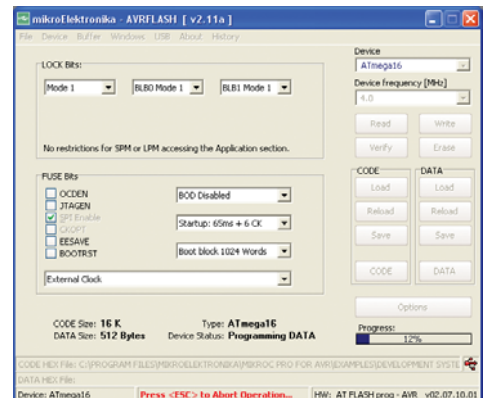 mikroElektronika - AVRFLASH [ v2.11a ]
File Device Buffer Windows USB About History
LOCK Bits:
Mode 1 BLB0 Mode 1 BLB1 Mode 1
No restrictions for SPM or LPM accessing the Application section.
FUSE Bits
OCDEN
JTAGEN
SPI Enable
CKOPT
EESAVE
BOOTRST
BOD Disabled
Startup: 65ms + 6 CK
Boot block 1024 Words
External Clock
CODE Size: 16 K Type: ATmega16
DATA Size: 512 Bytes Device Status: Programming DATA
Device
ATmega16
Device frequency [MHz]
4.0
Read Write
Verify Erase
CODE DATA
Load Load
Reload Reload
Save Save
CODE DATA
Options
Progress:
12%
CODE HEX File: C:\PROGRAM FILES\MIKROELEKTRONIKA\MIKROC PRO FOR AVR\EXAMPLES\DEVELOPMENT SYSTE
DATA HEX File:
Device: ATmega16 Press <ESC> to Abort Operation... HW: AT FLASH prog - AVR v02.07.10.01